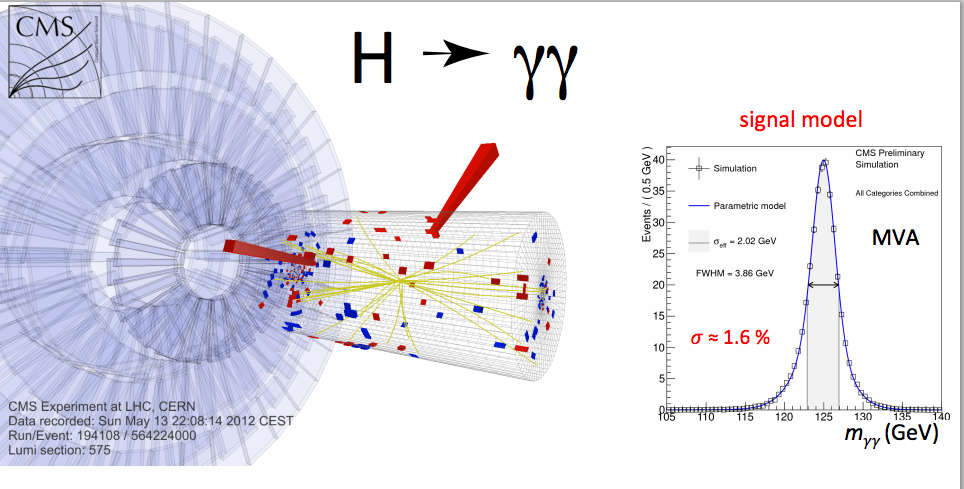 CMS
H → γγ
signal model
Events / ( 0.5 GeV )
40
35
30
25
20
15
10
5
0
CMS Preliminary
Simulation
All Categories Combined
Simulation
Parametric model
σeff = 2.02 GeV
FWHM = 3.86 GeV
MVA
σ ≈ 1.6 %
105 110 115 120 125 130 135 140
mγγ (GeV)
CMS Experiment at LHC, CERN
Data recorded: Sun May 13 22:08:14 2012 CEST
Run/Event: 194108 / 564224000
Lumi section: 575